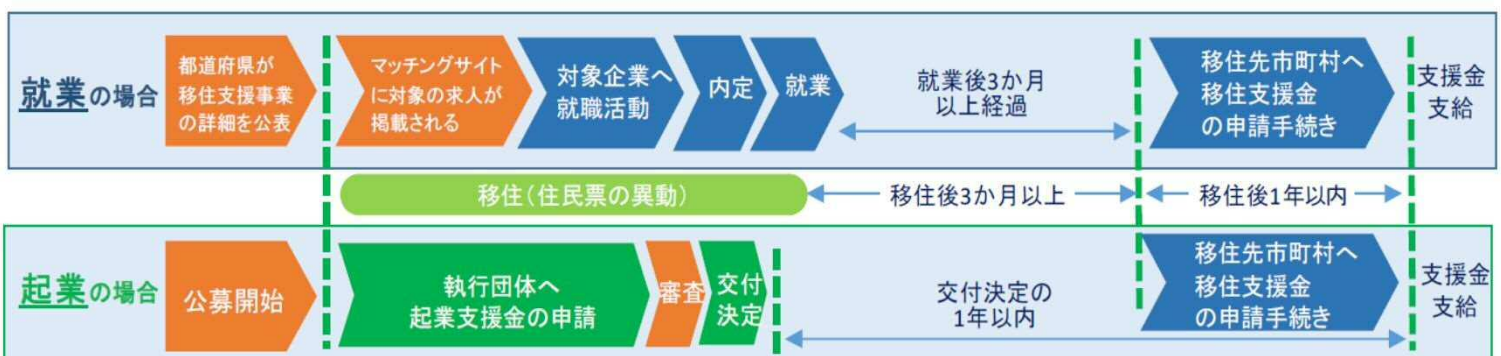 就業の場合
都道府県が
移住支援事業
の詳細を公表
マッチングサイト
に対象の求人が
掲載される
対象企業へ
就職活動
内定
就業
就業後3か月
以上経過
移住先市町村へ
移住支援金
の申請手続き
支援金
支給
移住(住民票の異動)
移住後3か月以上
移住後1年以内
起業の場合
公募開始
執行団体へ
起業支援金の申請
審査
交付
決定
交付決定の
1年以内
移住先市町村へ
移住支援金
の申請手続き
支援金
支給